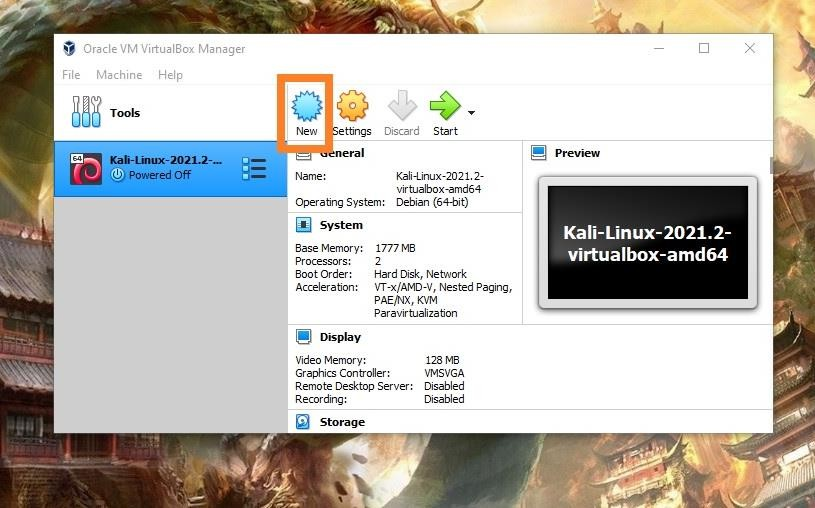 Oracle VM VirtualBox Manager
File Machine Help
Tools
New Settings Discard Start
64
Kali-Linux-2021.2-...
Powered Off
General
Name: Kali-Linux-2021.2-
virtualbox-amd64
Operating System: Debian (64-bit)
System
Base Memory: 1777 MB
Processors: 2
Boot Order: Hard Disk, Network
Acceleration: VT-x/AMD-V, Nested Paging,
PAE/NX, KVM
Paravirtualization
Display
Video Memory: 128 MB
Graphics Controller: VMSVGA
Remote Desktop Server: Disabled
Recording: Disabled
Storage
Preview
Kali-Linux-2021.2-
virtualbox-amd64